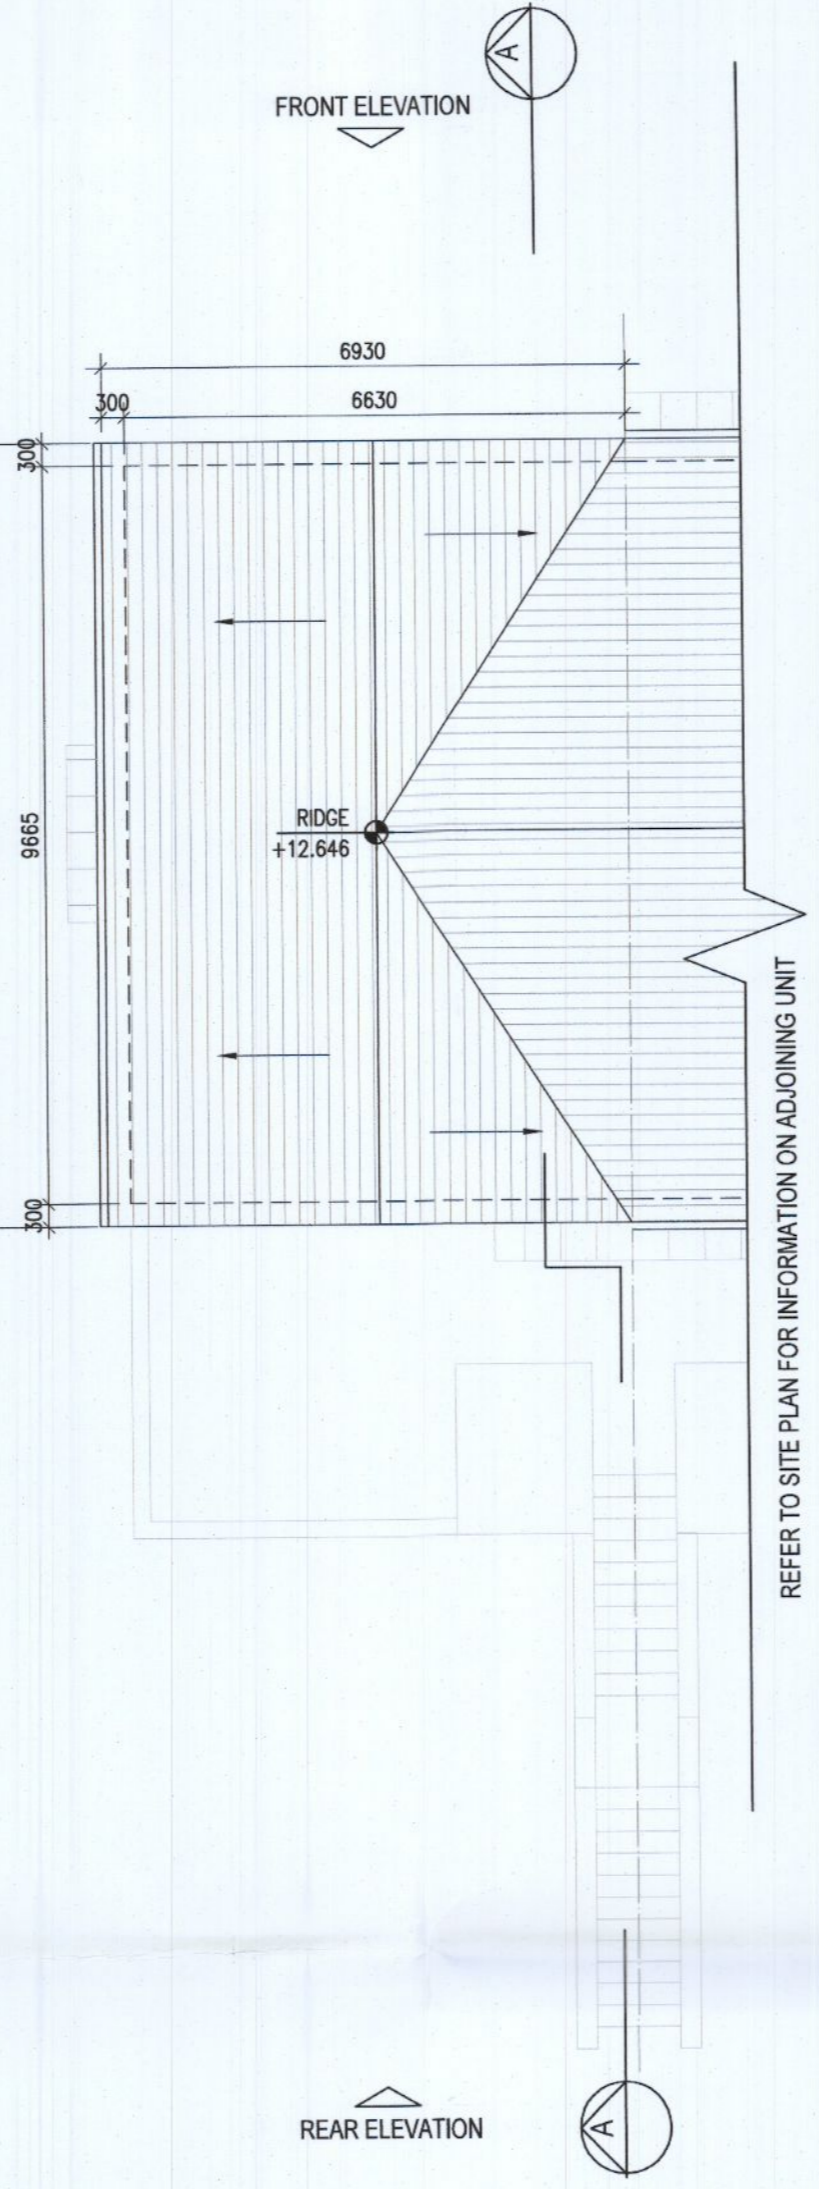 A
FRONT ELEVATION
6930
300
6630
300
9665
RIDGE
+12.646
300
REFER TO SITE PLAN FOR INFORMATION ON ADJOINING UNIT
REAR ELEVATION
A